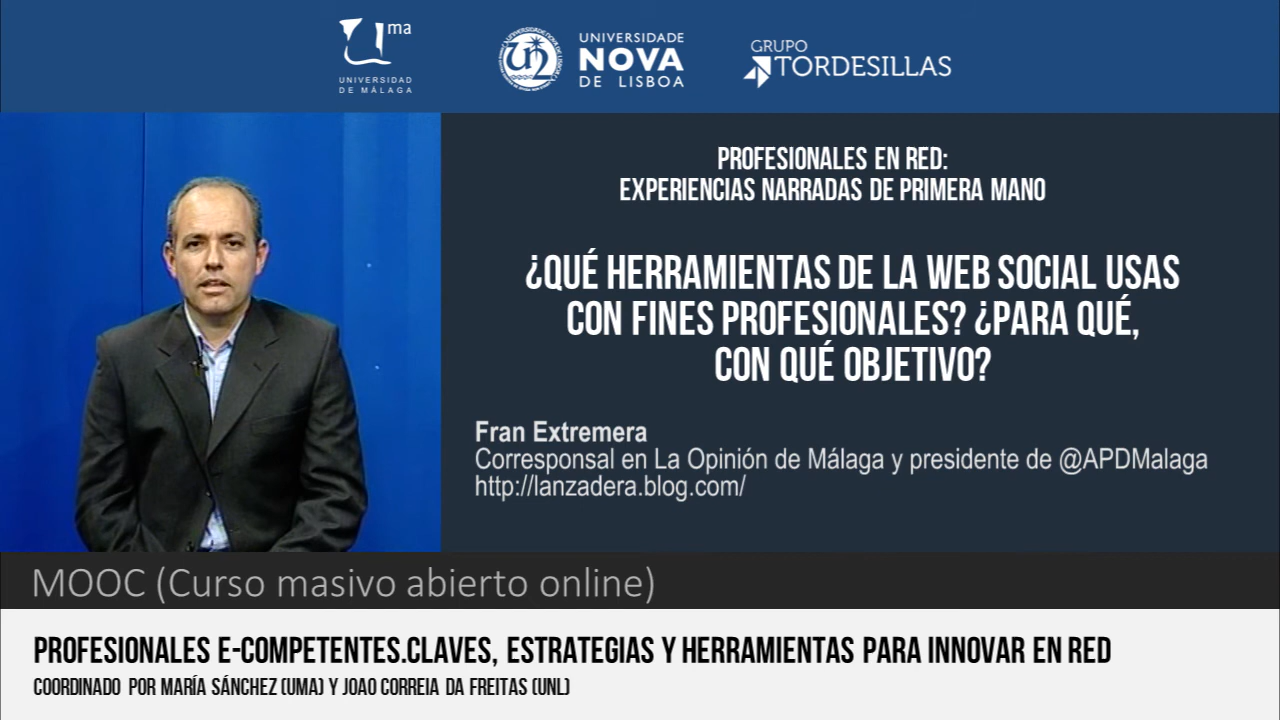 uma
UNIVERSIDAD
DE MÁLAGA
UNIVERSIDADE
NOVA
DE LISBOA
GRUPO
TORDESILLAS
PROFESIONALES EN RED:
EXPERIENCIAS NARRADAS DE PRIMERA MANO
¿QUÉ HERRAMIENTAS DE LA WEB SOCIAL USAS
CON FINES PROFESIONALES? ¿PARA QUÉ,
CON QUÉ OBJETIVO?
Fran Extremera
Corresponsal en La Opinión de Málaga y presidente de @APDMalaga
http://lanzadera.blog.com/
MOOC (Curso masivo abierto online)
PROFESIONALES E-COMPETENTES.CLAVES, ESTRATEGIAS Y HERRAMIENTAS PARA INNOVAR EN RED
COORDINADO POR MARÍA SÁNCHEZ (UMA) Y JOAO CORREIA DA FREITAS (UNL)